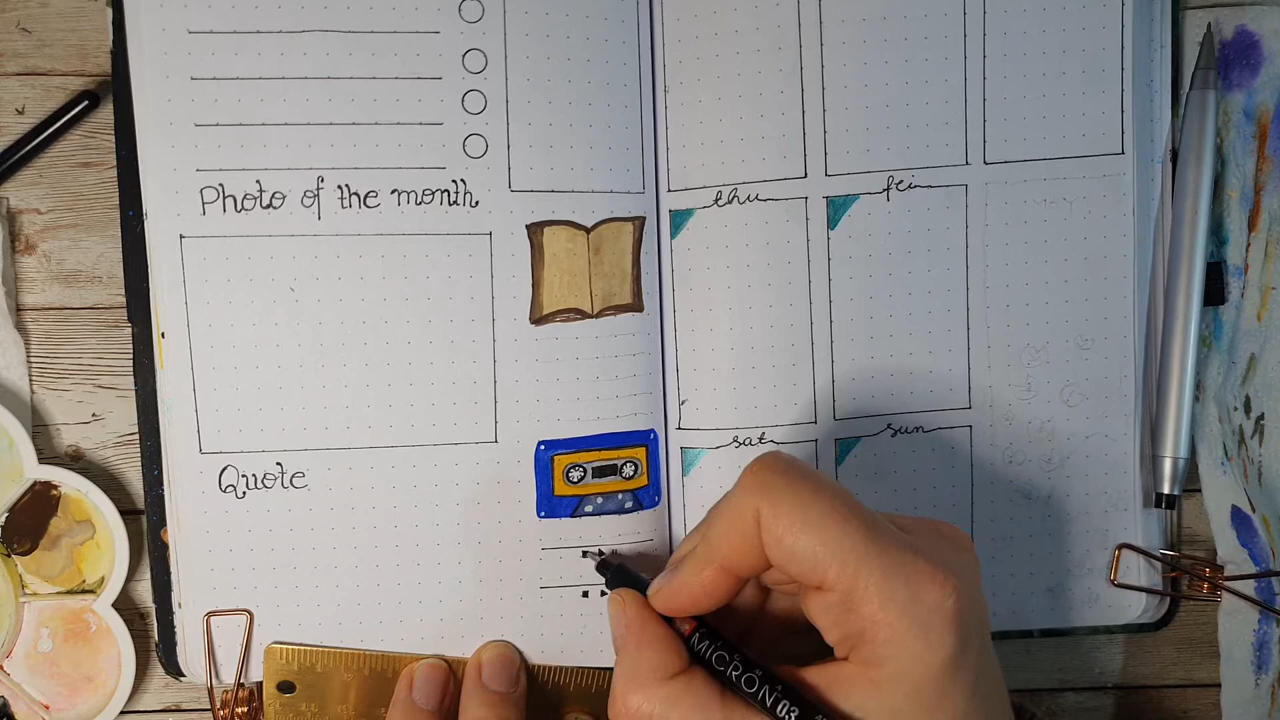 Photo of the month
thu
fri
sat
sun
Quote
MICRON 03